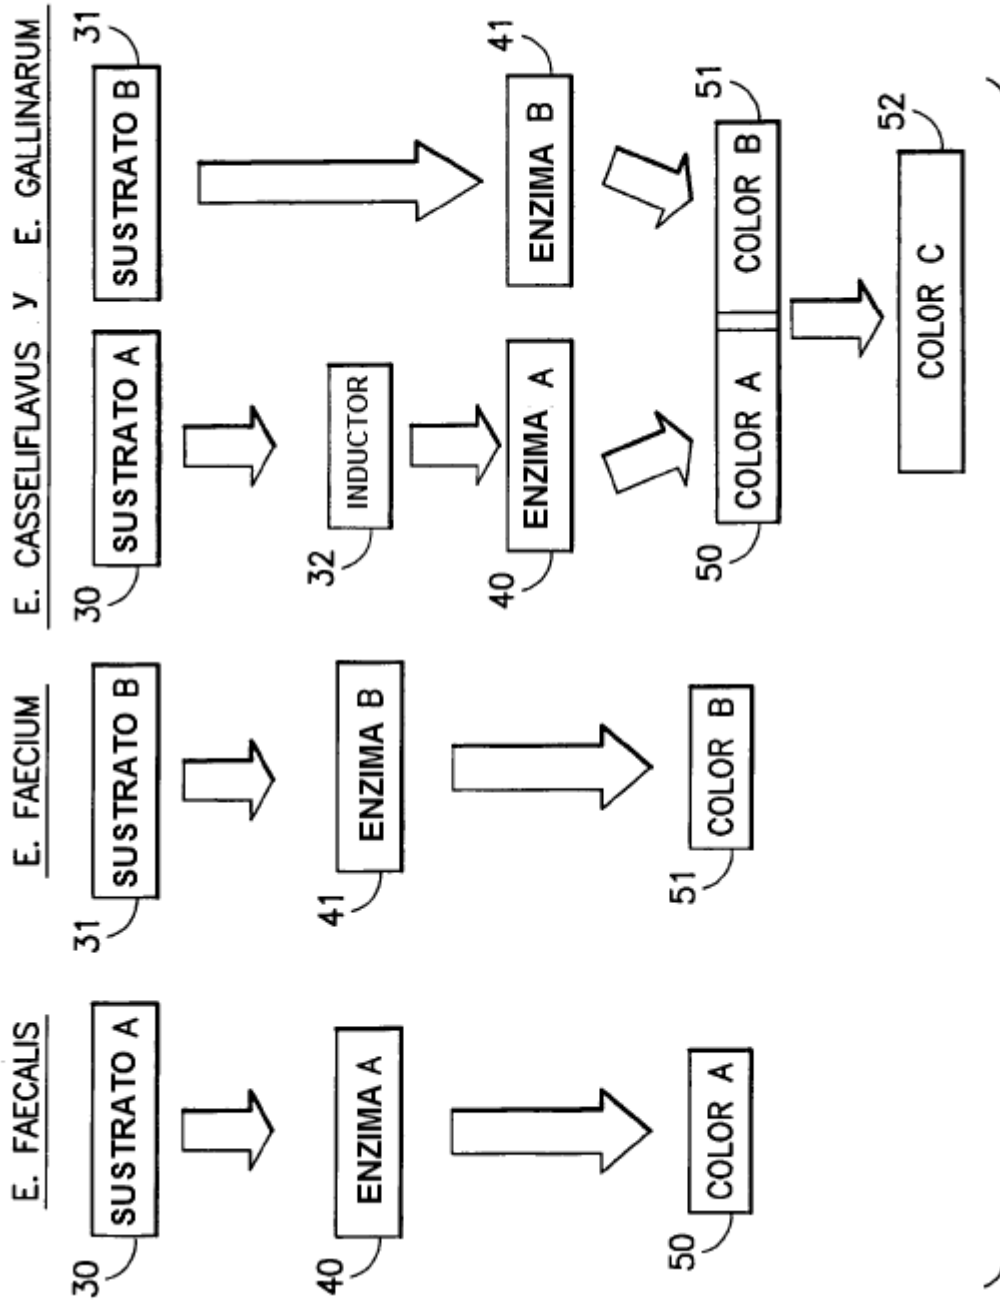 E. FAECALIS
30
SUSTRATO A
40
ENZIMA A
50
COLOR A
E. FAECIUM
31
SUSTRATO B
41
ENZIMA B
51
COLOR B
E. CASSELIFLAVUS y E. GALLINARUM
30
SUSTRATO A
32
INDUCTOR
40
ENZIMA A
SUSTRATO B
31
ENZIMA B
41
50
COLOR A
COLOR B
51
COLOR C
52